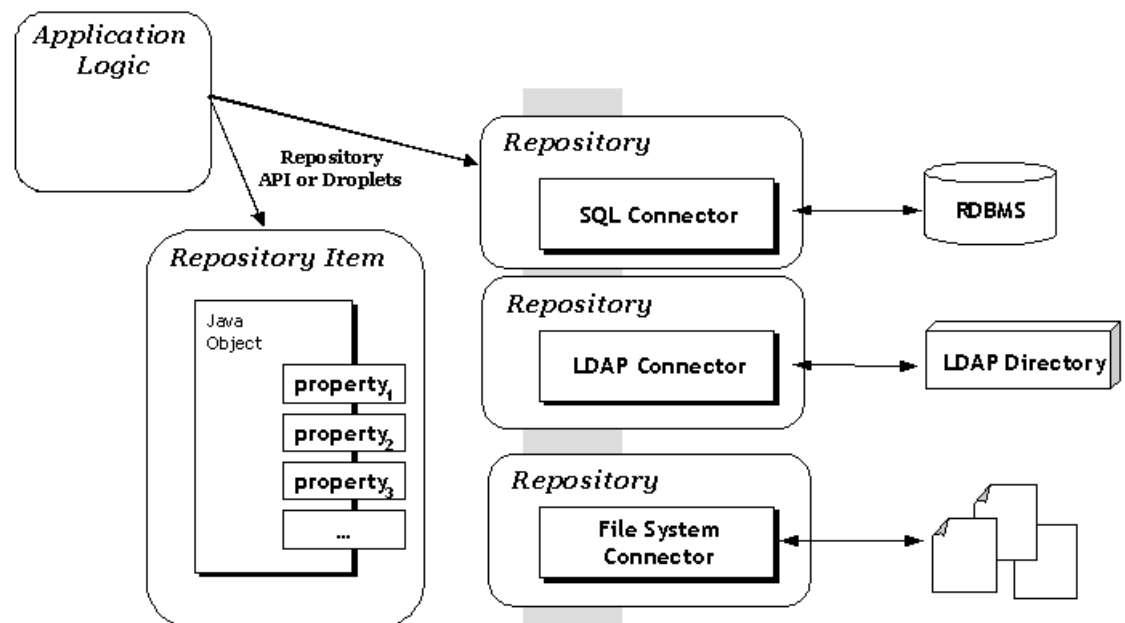 Application
Logic
Repository
API or Droplets
Repository Item
Java
Object
property1
property2
property3
...
Repository
SQL Connector
RDBMS
Repository
LDAP Connector
LDAP Directory
Repository
File System
Connector